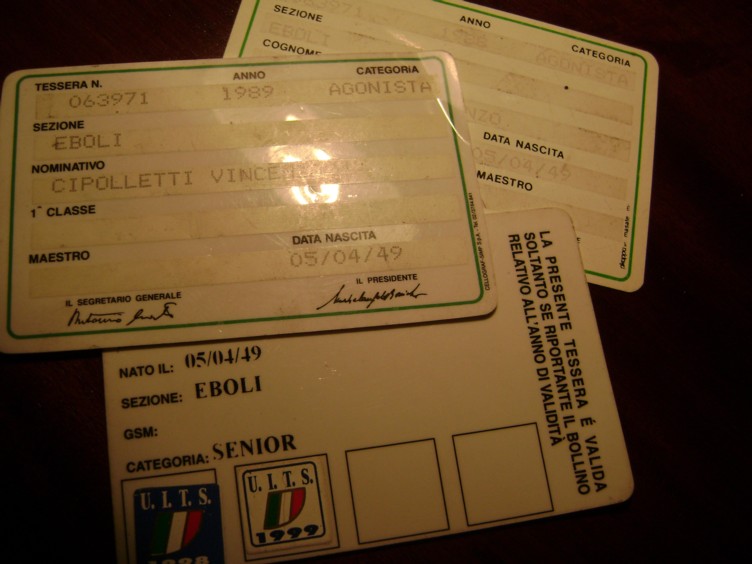 TESSERA N. ANNO CATEGORIA
063971 1989 AGONISTA
SEZIONE
EBOLI
NOMINATIVO
CIPOLLETTI
1ª CLASSE
MAESTRO DATA NASCITA
05/04/49
IL SEGRETARIO GENERALE IL PRESIDENTE
SEZIONE ANNO CATEGORIA
EBOLI AGONISTA
COGNOME
DATA NASCITA
05/04/49
MAESTRO
NATO IL: 05/04/49
SEZIONE: EBOLI
GSM:
CATEGORIA: SENIOR
U.I.T.S.
U.I.T.S.
1999
LA PRESENTE TESSERA É VALIDA
SOLTANTO SE RIPORTANTE IL BOLLINO
RELATIVO ALL'ANNO DI VALIDITÀ